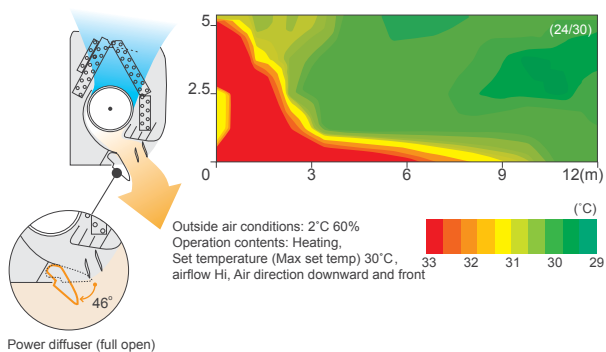 5
(24/30)
2.5
0
0 3 6 9 12(m)
Outside air conditions: 2˚C 60%
Operation contents: Heating,
Set temperature (Max set temp) 30˚C,
airflow Hi, Air direction downward and front
(˚C)
33 32 31 30 29
46˚
Power diffuser (full open)